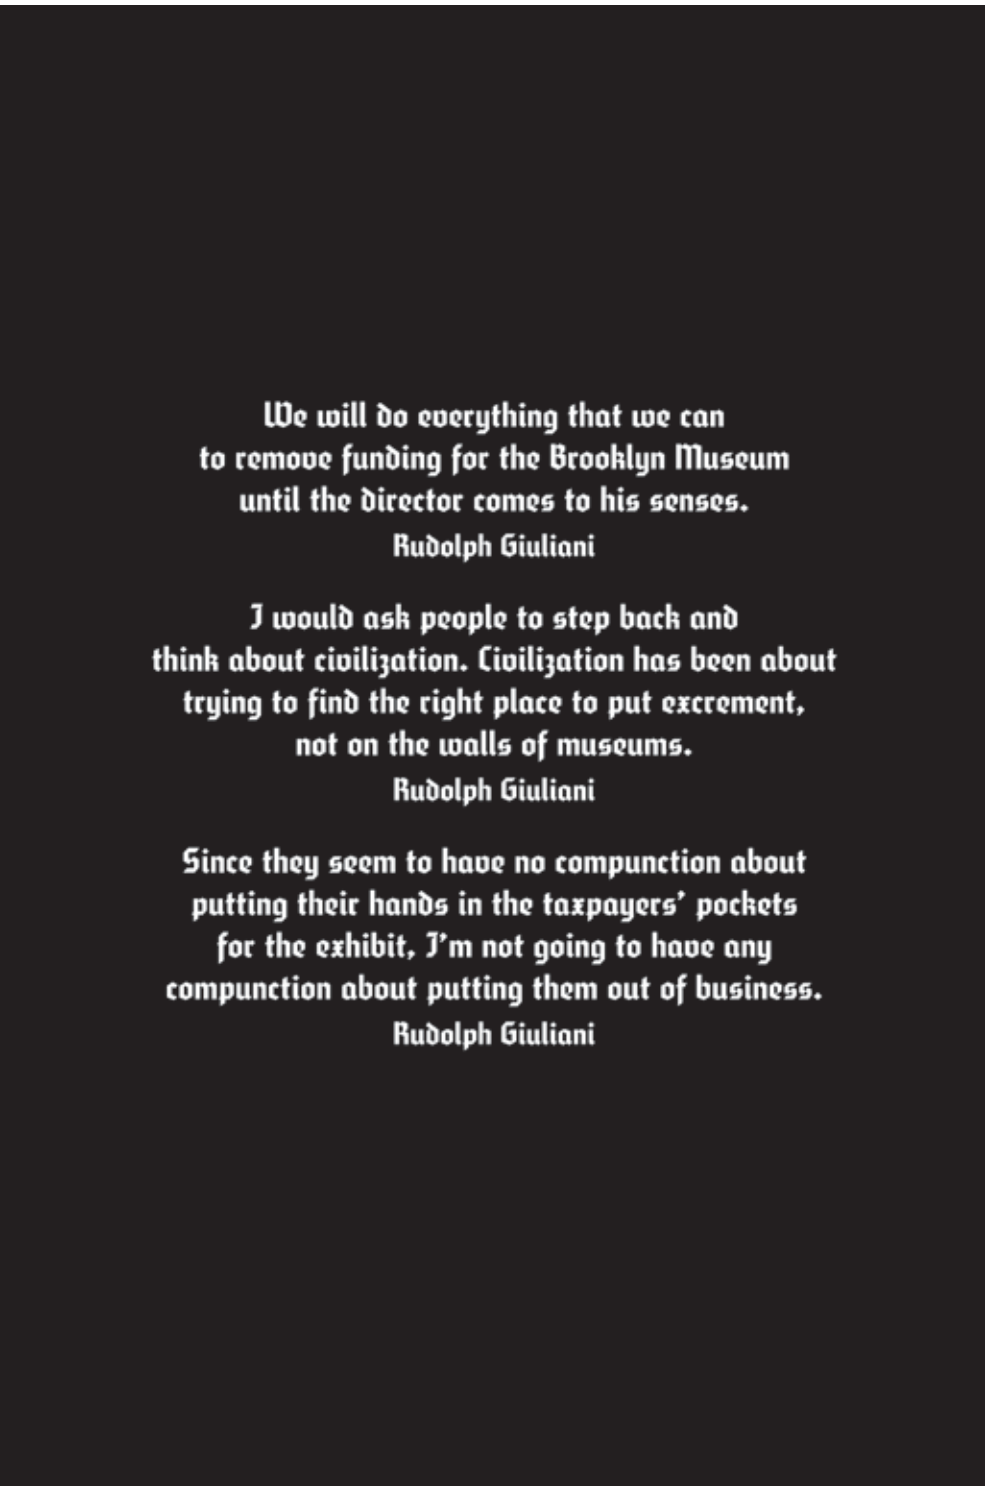 We will do everything that we can
to remove funding for the Brooklyn Museum
until the director comes to his senses.
Rudolph Giuliani
I would ask people to step back and
think about civilization. Civilization has been about
trying to find the right place to put excrement,
not on the walls of museums.
Rudolph Giuliani
Since they seem to have no compunction about
putting their hands in the taxpayers' pockets
for the exhibit, I'm not going to have any
compunction about putting them out of business.
Rudolph Giuliani